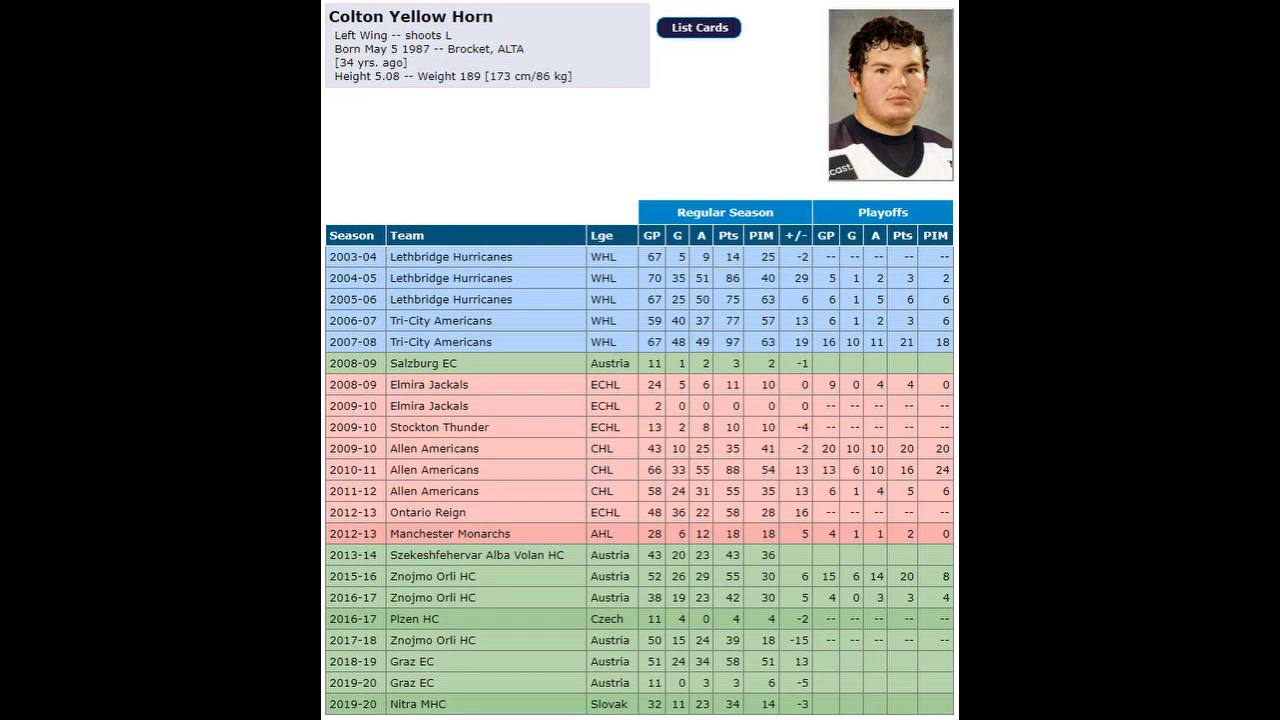 Colton Yellow Horn
Left Wing -- shoots L
Born May 5 1987 -- Brocket, ALTA
[34 yrs. ago]
Height 5.08 -- Weight 189 [173 cm/86 kg]
List Cards
cast.
Regular Season Playoffs
Season Team Lge GP G A Pts PIM +/- GP G A Pts PIM
2003-04 Lethbridge Hurricanes WHL 67 5 9 14 25 -2 -- -- -- -- --
2004-05 Lethbridge Hurricanes WHL 70 35 51 86 40 29 5 1 2 3 2
2005-06 Lethbridge Hurricanes WHL 67 25 50 75 63 6 6 1 5 6 6
2006-07 Tri-City Americans WHL 59 40 37 77 57 13 6 1 2 3 6
2007-08 Tri-City Americans WHL 67 48 49 97 63 19 16 10 11 21 18
2008-09 Salzburg EC Austria 11 1 2 3 2 -1
2008-09 Elmira Jackals ECHL 24 5 6 11 10 0 9 0 4 4 0
2009-10 Elmira Jackals ECHL 2 0 0 0 0 0 -- -- -- -- --
2009-10 Stockton Thunder ECHL 13 2 8 10 10 -4 -- -- -- -- --
2009-10 Allen Americans CHL 43 10 25 35 41 -2 20 10 10 20 20
2010-11 Allen Americans CHL 66 33 55 88 54 13 13 6 10 16 24
2011-12 Allen Americans CHL 58 24 31 55 35 13 6 1 4 5 6
2012-13 Ontario Reign ECHL 48 36 22 58 28 16 -- -- -- -- --
2012-13 Manchester Monarchs AHL 28 6 12 18 18 5 4 1 1 2 0
2013-14 Szekeshfehervar Alba Volan HC Austria 43 20 23 43 36
2015-16 Znojmo Orli HC Austria 52 26 29 55 30 6 15 6 14 20 8
2016-17 Znojmo Orli HC Austria 38 19 23 42 30 5 4 0 3 3 4
2016-17 Plzen HC Czech 11 4 0 4 4 -2 -- -- -- -- --
2017-18 Znojmo Orli HC Austria 50 15 24 39 18 -15 -- -- -- -- --
2018-19 Graz EC Austria 51 24 34 58 51 13
2019-20 Graz EC Austria 11 0 3 3 6 -5
2019-20 Nitra MHC Slovak 32 11 23 34 14 -3